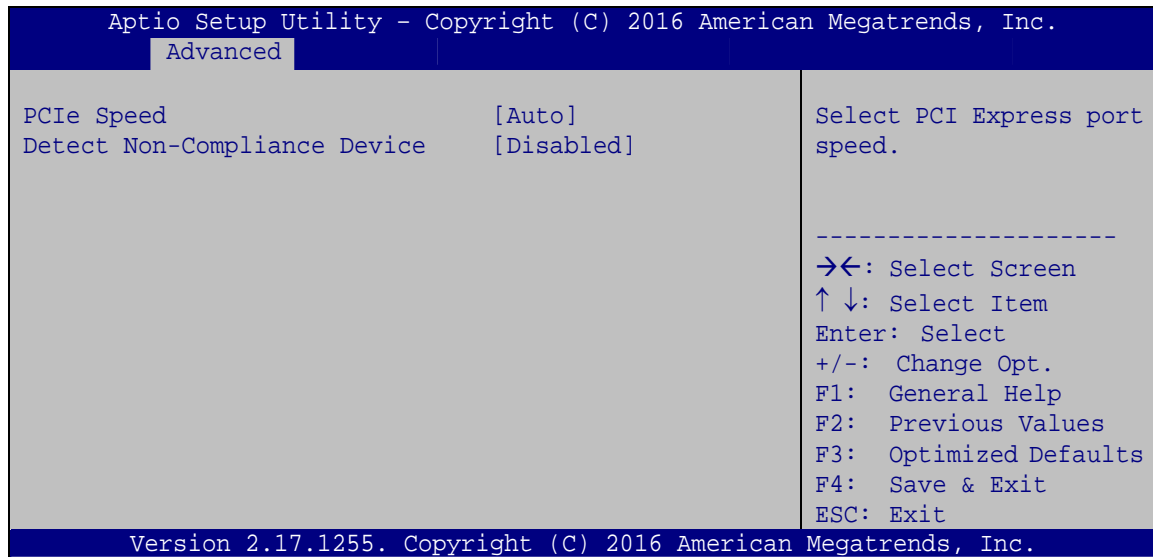 Aptio Setup Utility – Copyright (C) 2016 American Megatrends, Inc.
Advanced
PCIe Speed [Auto]
Detect Non-Compliance Device [Disabled]
Select PCI Express port
speed.
---------------------
→←: Select Screen
↑ ↓: Select Item
Enter: Select
+/-: Change Opt.
F1: General Help
F2: Previous Values
F3: Optimized Defaults
F4: Save & Exit
ESC: Exit
Version 2.17.1255. Copyright (C) 2016 American Megatrends, Inc.